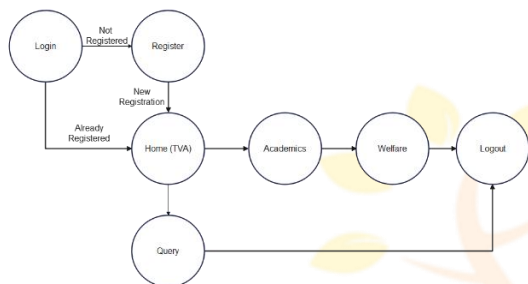 Login
Not
Registered
Register
New
Registration
Already
Registered
Home (TVA)
Academics
Welfare
Logout
Query